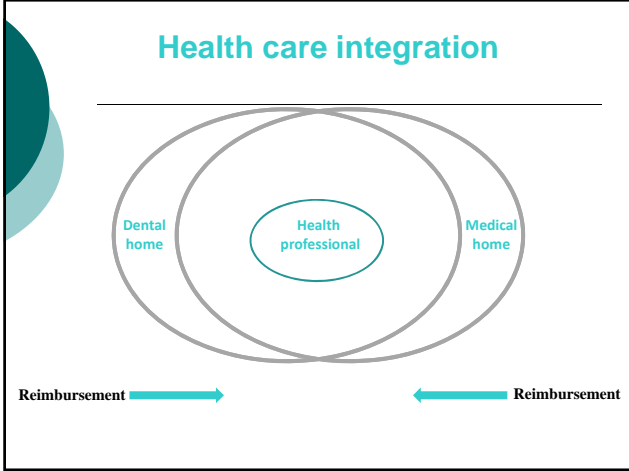 Health care integration
Dental
home
Health
professional
Medical
home
Reimbursement
Reimbursement